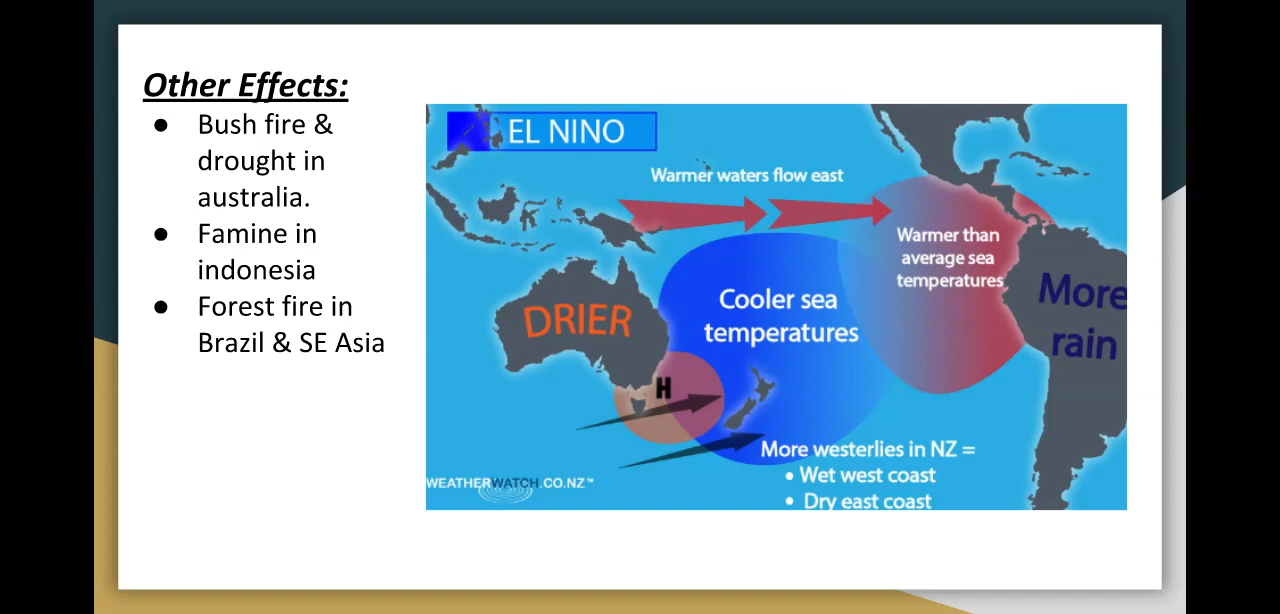 Other Effects:
● Bush fire &
drought in
australia.
● Famine in
indonesia
● Forest fire in
Brazil & SE Asia
EL NINO
Warmer waters flow east
Warmer than
average sea
temperatures
Cooler sea
temperatures
DRIER
More
rain
H
More westerlies in NZ =
• Wet west coast
• Dry east coast
WEATHERWATCH.CO.NZ™